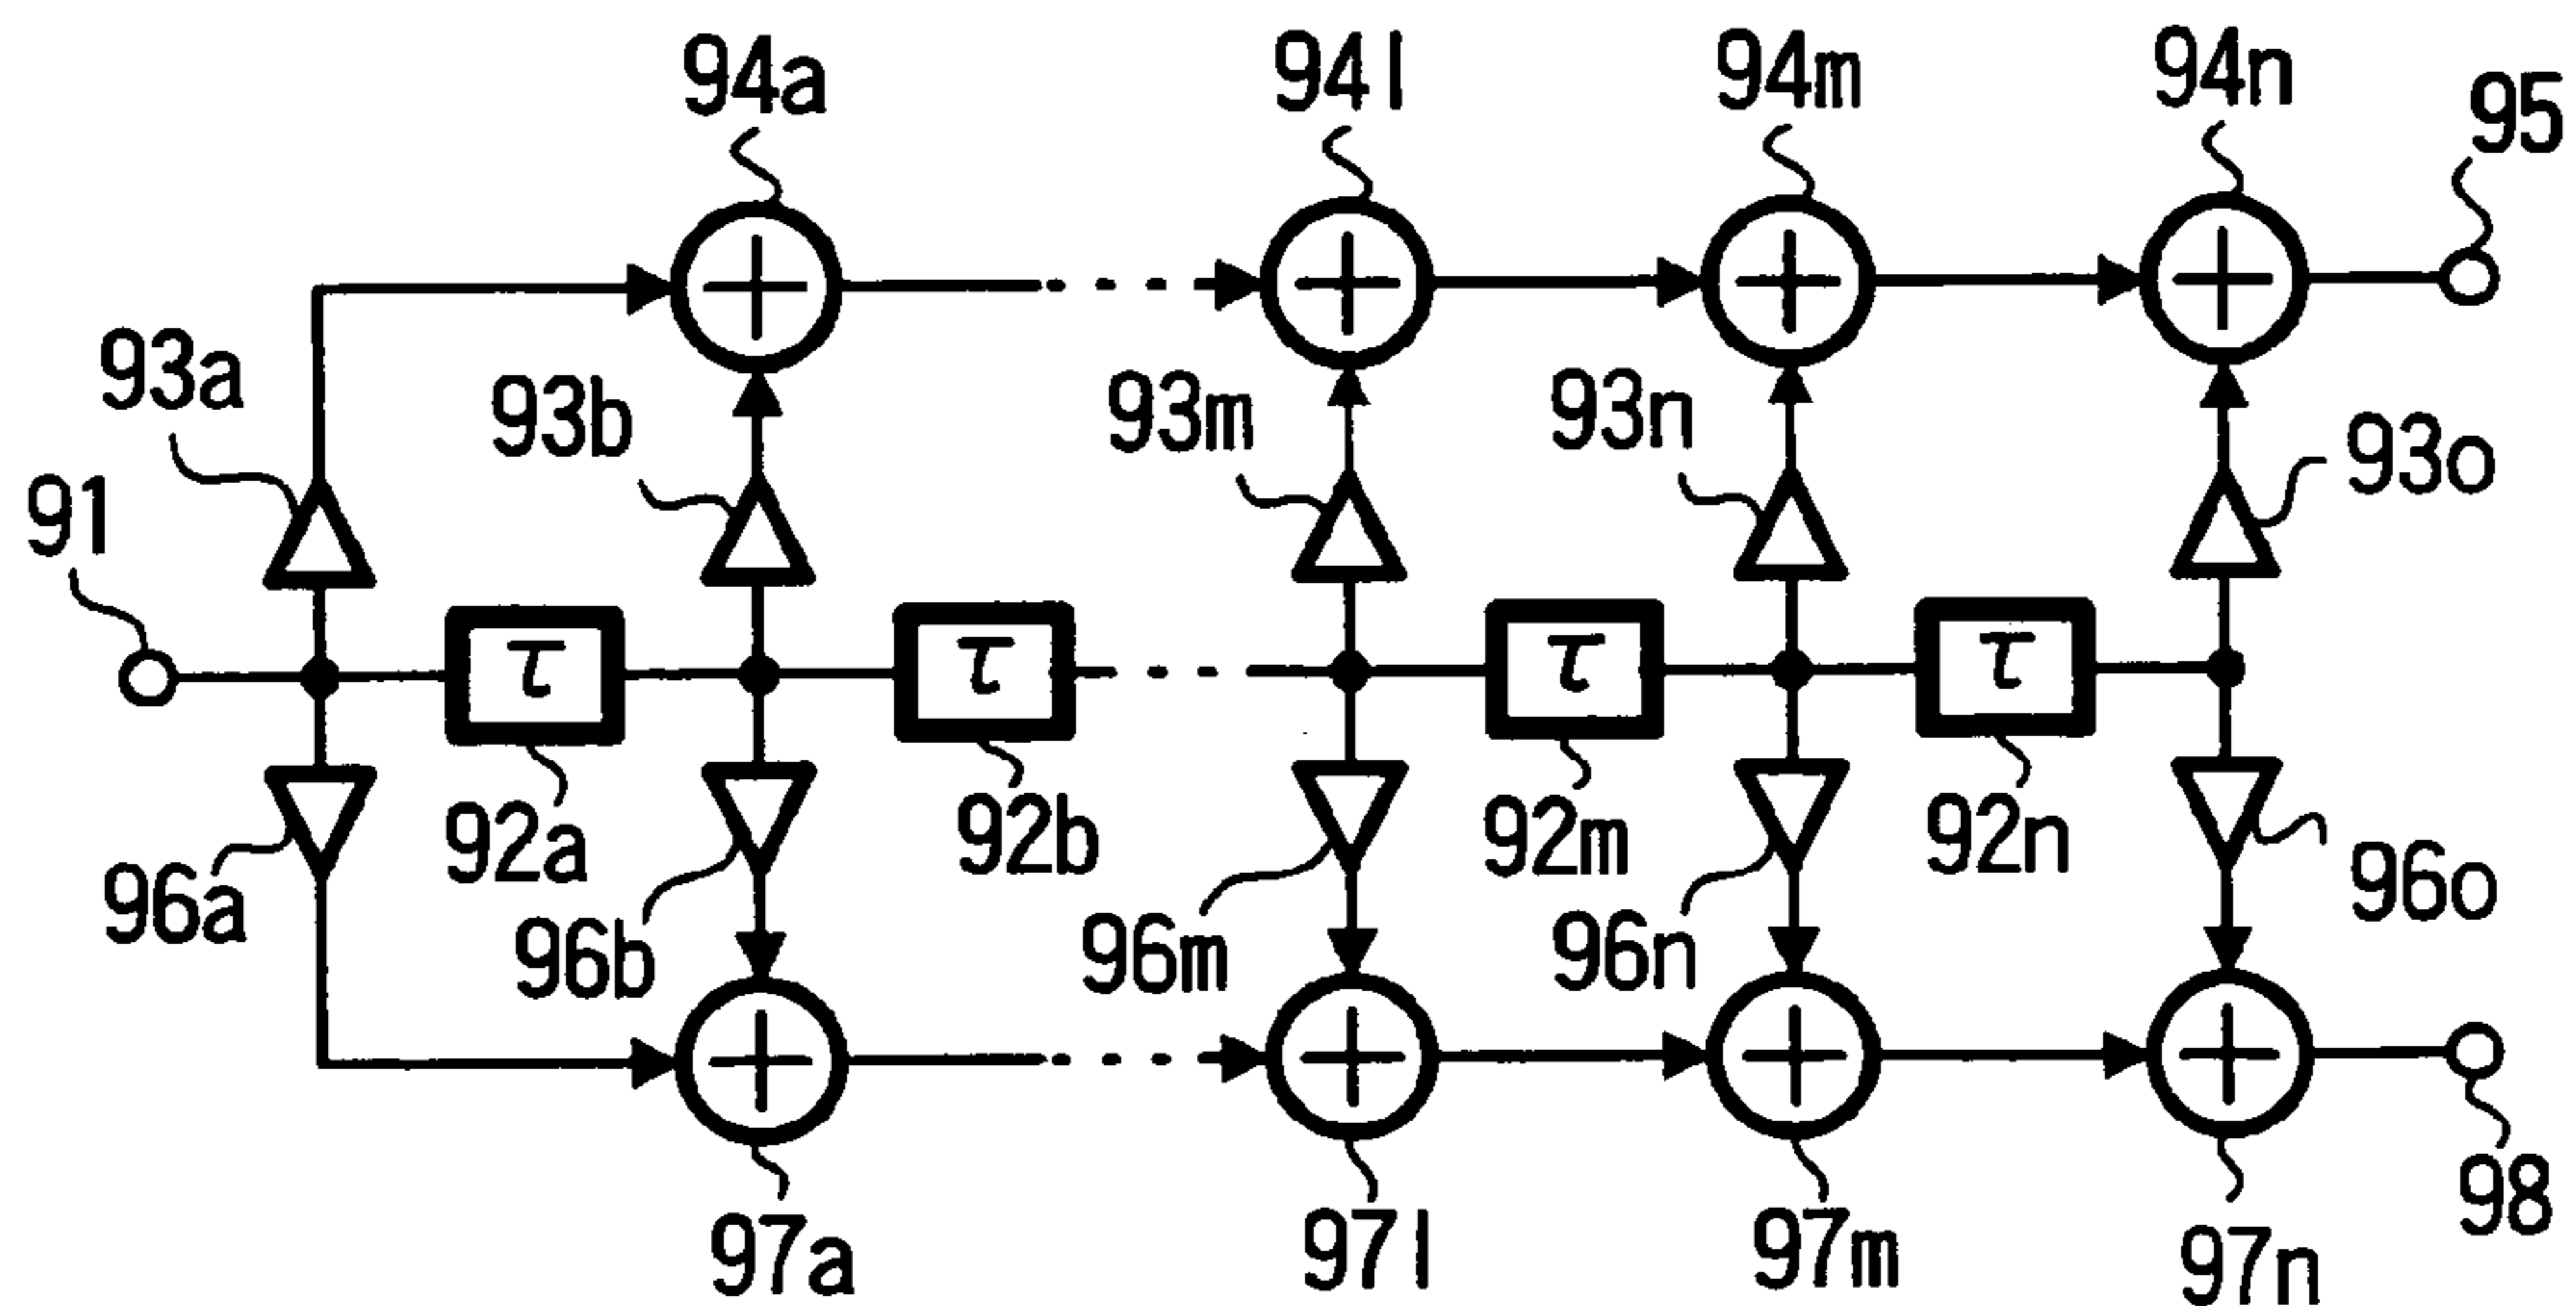 94a 94l 94m 94n 95
93a 93b 93m 93n 93o
91
τ τ τ τ
92a 92b 92m 92n
96a 96b 96m 96n 96o
97a 97l 97m 97n 98